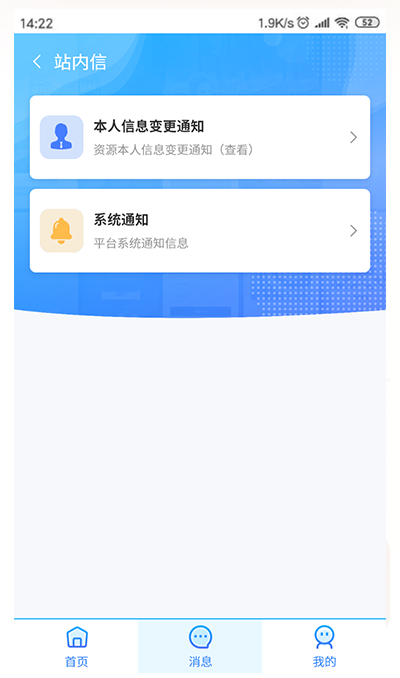 14:22
1.9K/s
52
站内信
本人信息变更通知
资源本人信息变更通知（查看）
系统通知
平台系统通知信息
首页
消息
我的